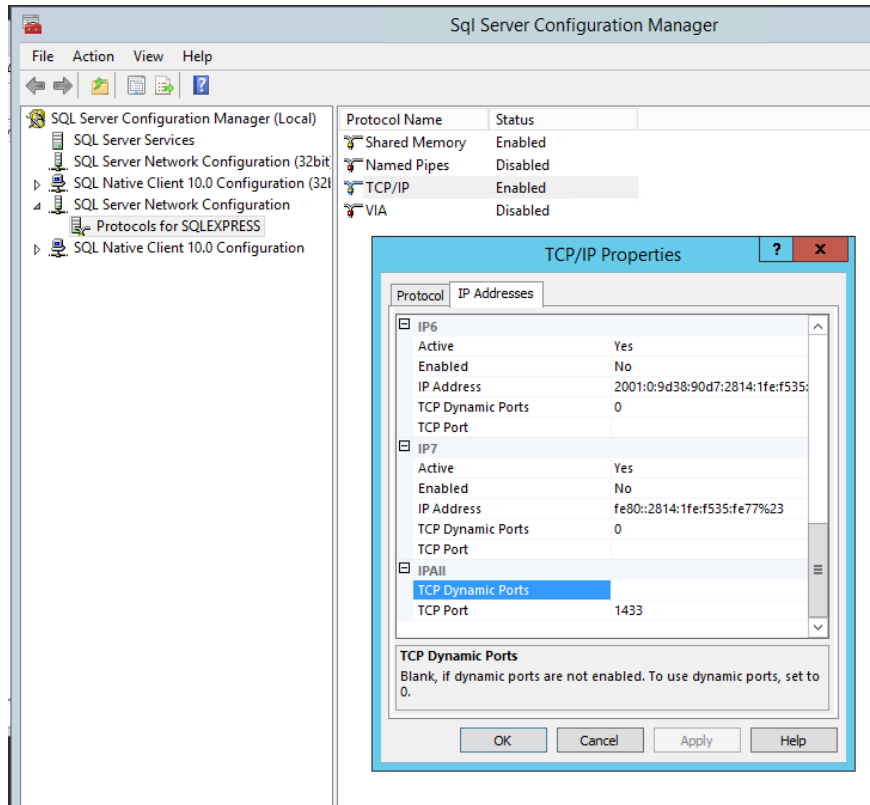 Sql Server Configuration Manager
File Action View Help
SQL Server Configuration Manager (Local)
SQL Server Services
SQL Server Network Configuration (32bit
SQL Native Client 10.0 Configuration (32b
SQL Server Network Configuration
Protocols for SQLEXPRESS
SQL Native Client 10.0 Configuration
Protocol Name Status
Shared Memory Enabled
Named Pipes Disabled
TCP/IP Enabled
VIA Disabled
TCP/IP Properties
? x
Protocol IP Addresses
IP6
Active Yes
Enabled No
IP Address 2001:0:9d38:90d7:2814:1fe:f535:
TCP Dynamic Ports 0
TCP Port
IP7
Active Yes
Enabled No
IP Address fe80::2814:1fe:f535:fe77%23
TCP Dynamic Ports 0
TCP Port
IPAll
TCP Dynamic Ports
TCP Port 1433
TCP Dynamic Ports
Blank, if dynamic ports are not enabled. To use dynamic ports, set to
0.
OK Cancel Apply Help